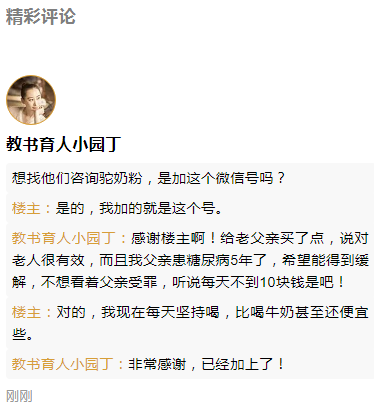 精彩评论
教书育人小园丁
想找他们咨询驼奶粉，是加这个微信号吗？
楼主：是的，我加的就是这个号。
教书育人小园丁：感谢楼主啊！给老父亲买了点，说对
老人很有效，而且我父亲患糖尿病5年了，希望能得到缓
解，不想看着父亲受罪，听说每天不到10块钱是吧！
楼主：对的，我现在每天坚持喝，比喝牛奶甚至还便宜
些。
教书育人小园丁：非常感谢，已经加上了！
刚刚